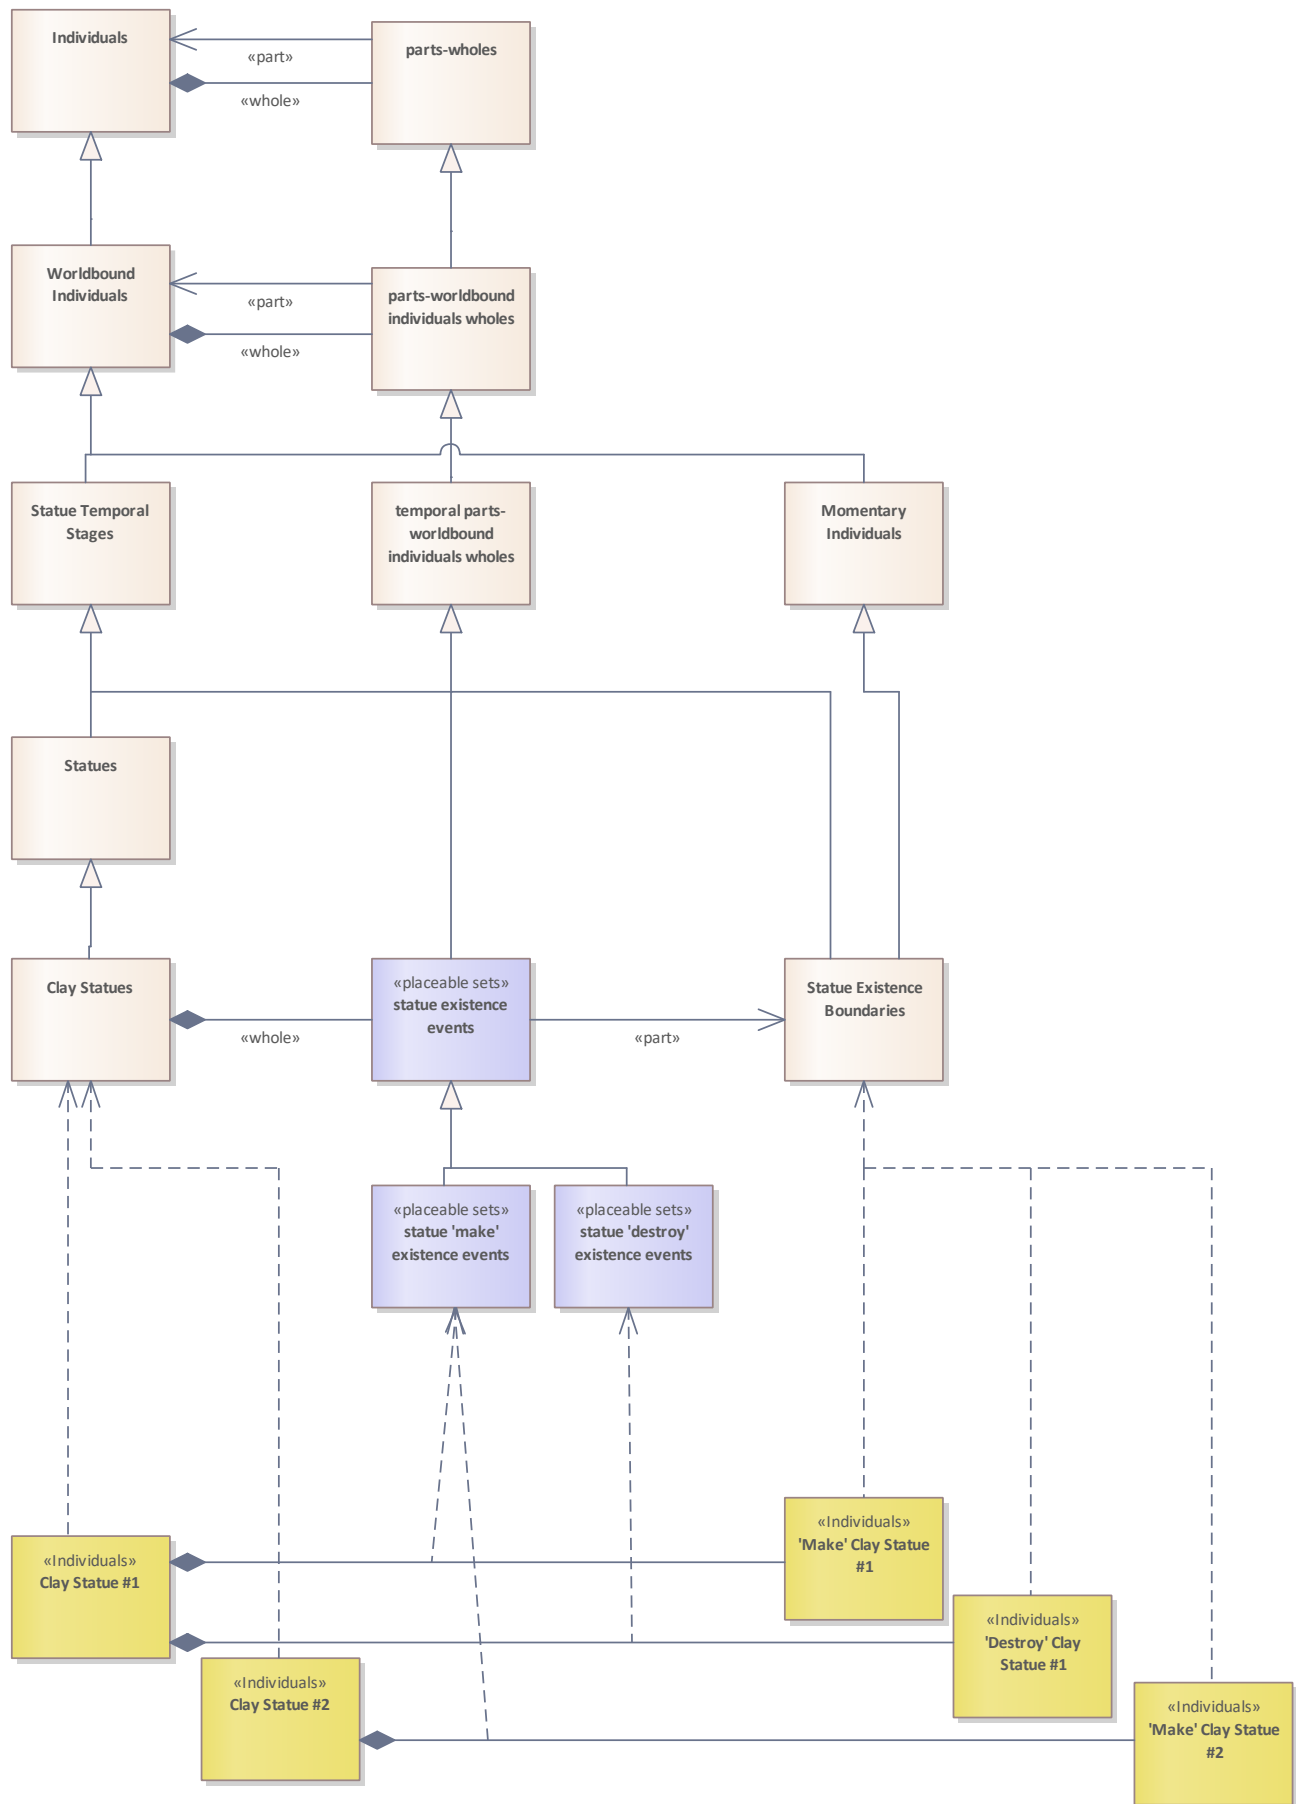 Individuals
parts-wholes
«part»
«whole»
Worldbound
Individuals
parts-worldbound
individuals wholes
«part»
«whole»
Statue Temporal
Stages
temporal parts-
worldbound
individuals wholes
Momentary
Individuals
Statues
Clay Statues
«whole»
«placeable sets»
statue existence
events
«part»
Statue Existence
Boundaries
«placeable sets»
statue 'make'
existence events
«placeable sets»
statue 'destroy'
existence events
«Individuals»
Clay Statue #1
«Individuals»
'Make' Clay Statue
#1
«Individuals»
'Destroy' Clay
Statue #1
«Individuals»
Clay Statue #2
«Individuals»
'Make' Clay Statue
#2